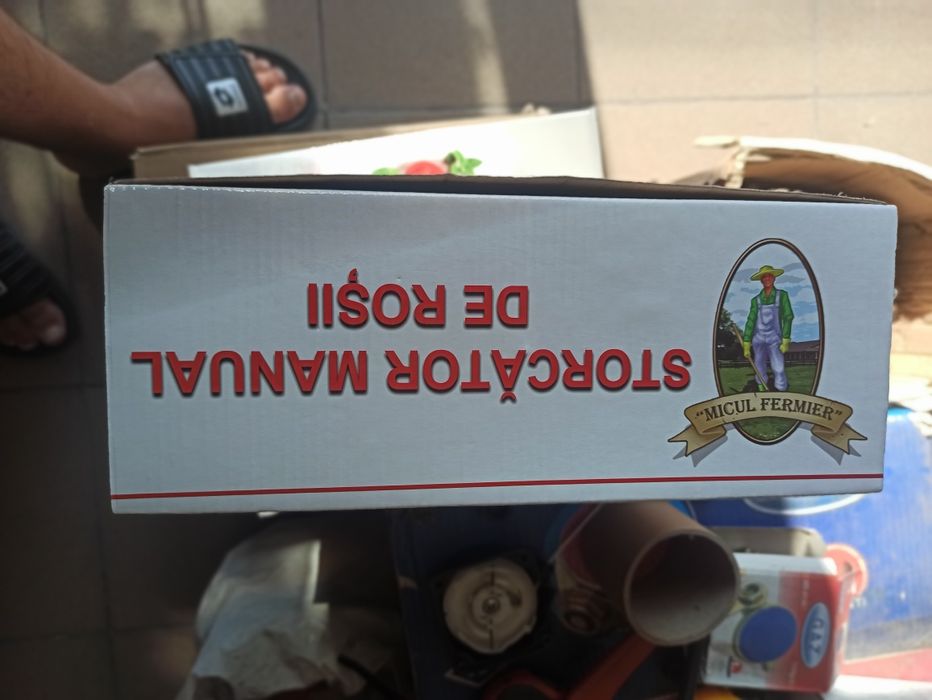 STORCĂTOR MANUAL
DE ROȘII
"MICUL FERMIER"